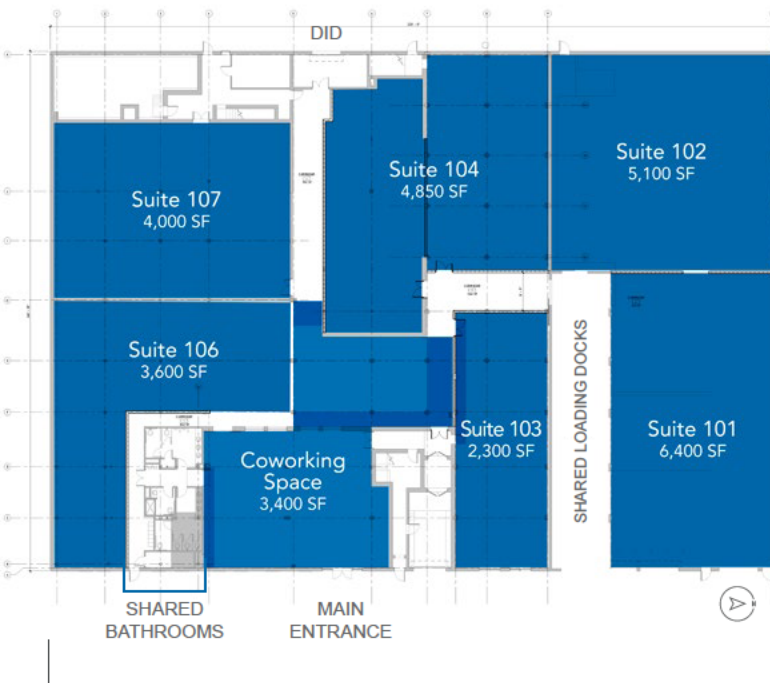 DID
Suite 107
4,000 SF
Suite 104
4,850 SF
Suite 102
5,100 SF
Suite 106
3,600 SF
Coworking
Space
3,400 SF
Suite 103
2,300 SF
SHARED LOADING DOCKS
Suite 101
6,400 SF
SHARED
BATHROOMS
MAIN
ENTRANCE